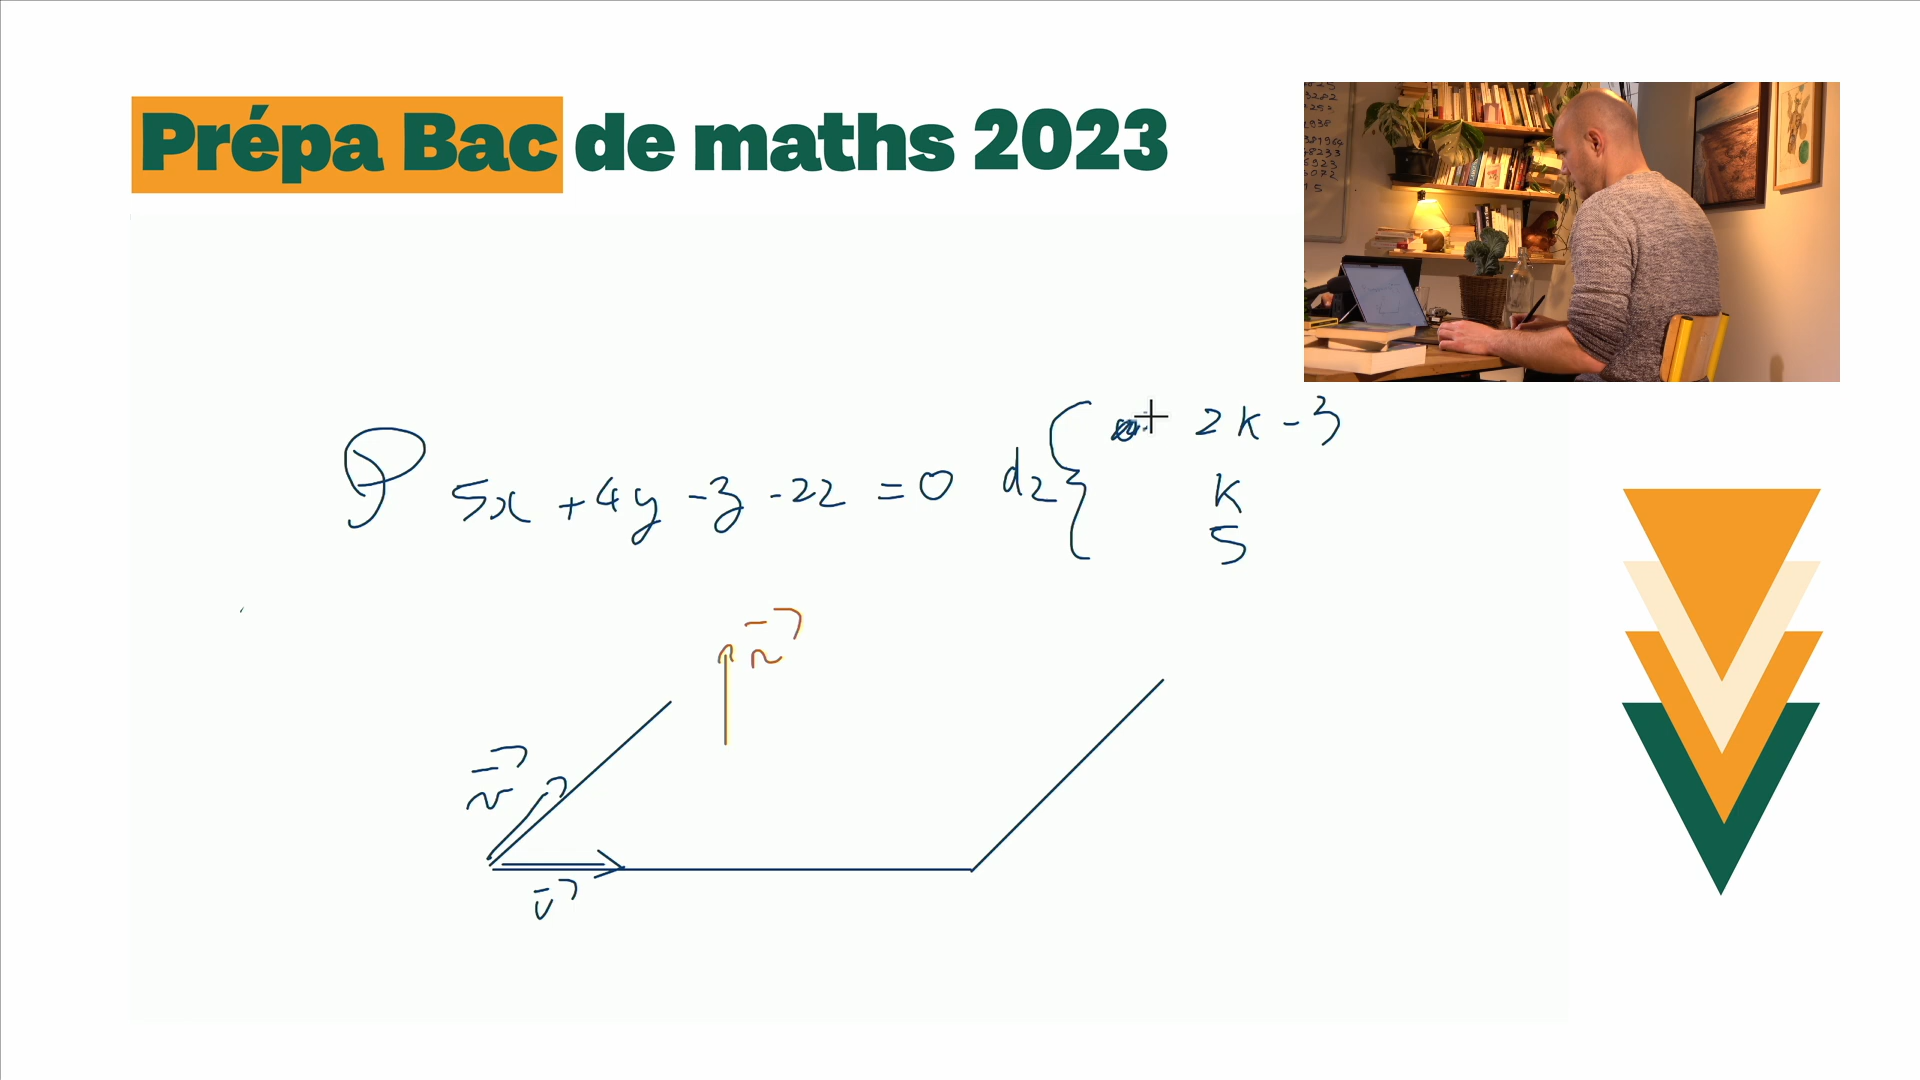 Prépa Bac de maths 2023
2k - 3
P 5x + 4y - z - 22 = 0 d2 {
k
5
n
v
u